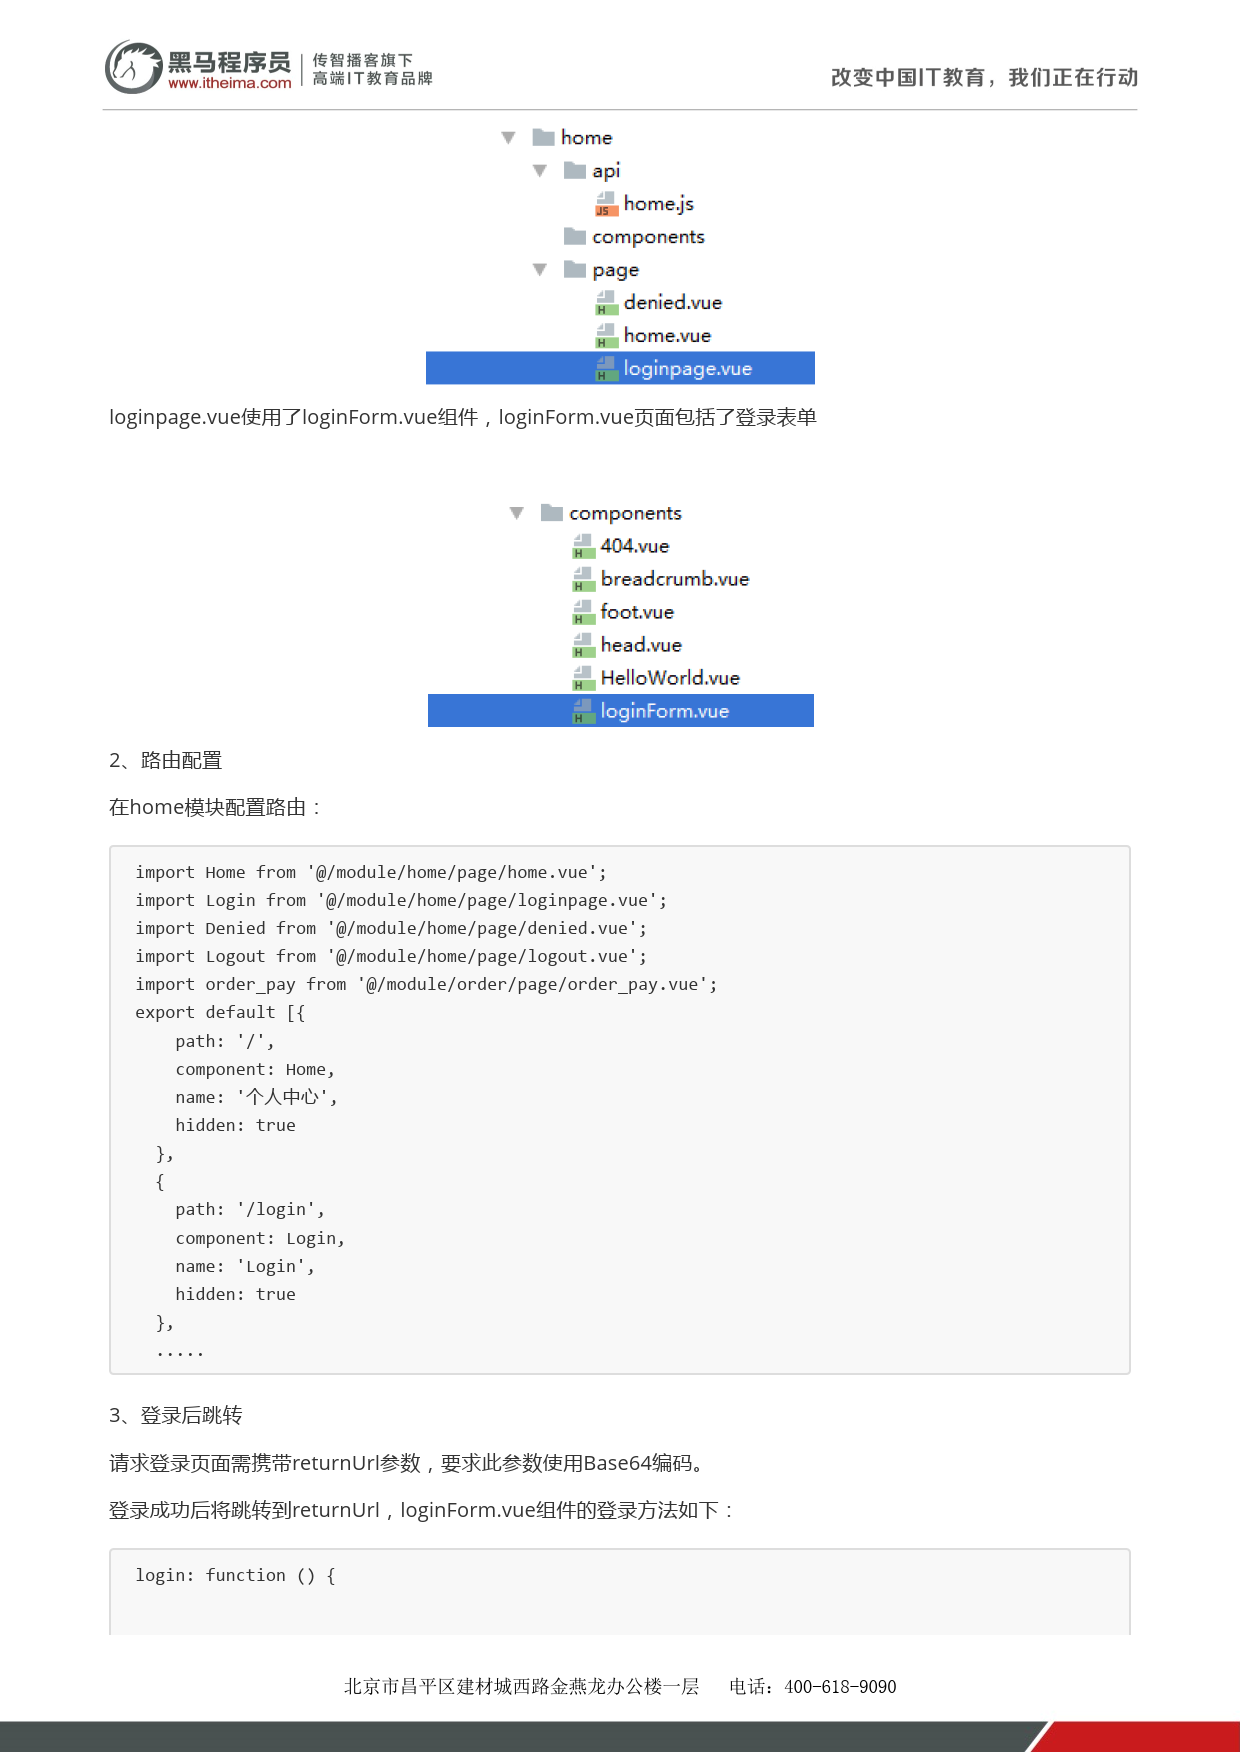 黑马程序员
www.itheima.com
传智播客旗下
高端IT教育品牌
改变中国IT教育，我们正在行动
home
api
home.js
components
page
denied.vue
home.vue
loginpage.vue
loginpage.vue使用了loginForm.vue组件，loginForm.vue页面包括了登录表单
components
404.vue
breadcrumb.vue
foot.vue
head.vue
HelloWorld.vue
loginForm.vue
2、路由配置
在home模块配置路由：
import Home from '@/module/home/page/home.vue';
import Login from '@/module/home/page/loginpage.vue';
import Denied from '@/module/home/page/denied.vue';
import Logout from '@/module/home/page/logout.vue';
import order_pay from '@/module/order/page/order_pay.vue';
export default [{
    path: '/',
    component: Home,
    name: '个人中心',
    hidden: true
  },
  {
    path: '/login',
    component: Login,
    name: 'Login',
    hidden: true
  },
  .....
3、登录后跳转
请求登录页面需携带returnUrl参数，要求此参数使用Base64编码。
登录成功后将跳转到returnUrl，loginForm.vue组件的登录方法如下：
login: function () {
北京市昌平区建材城西路金燕龙办公楼一层   电话：400-618-9090